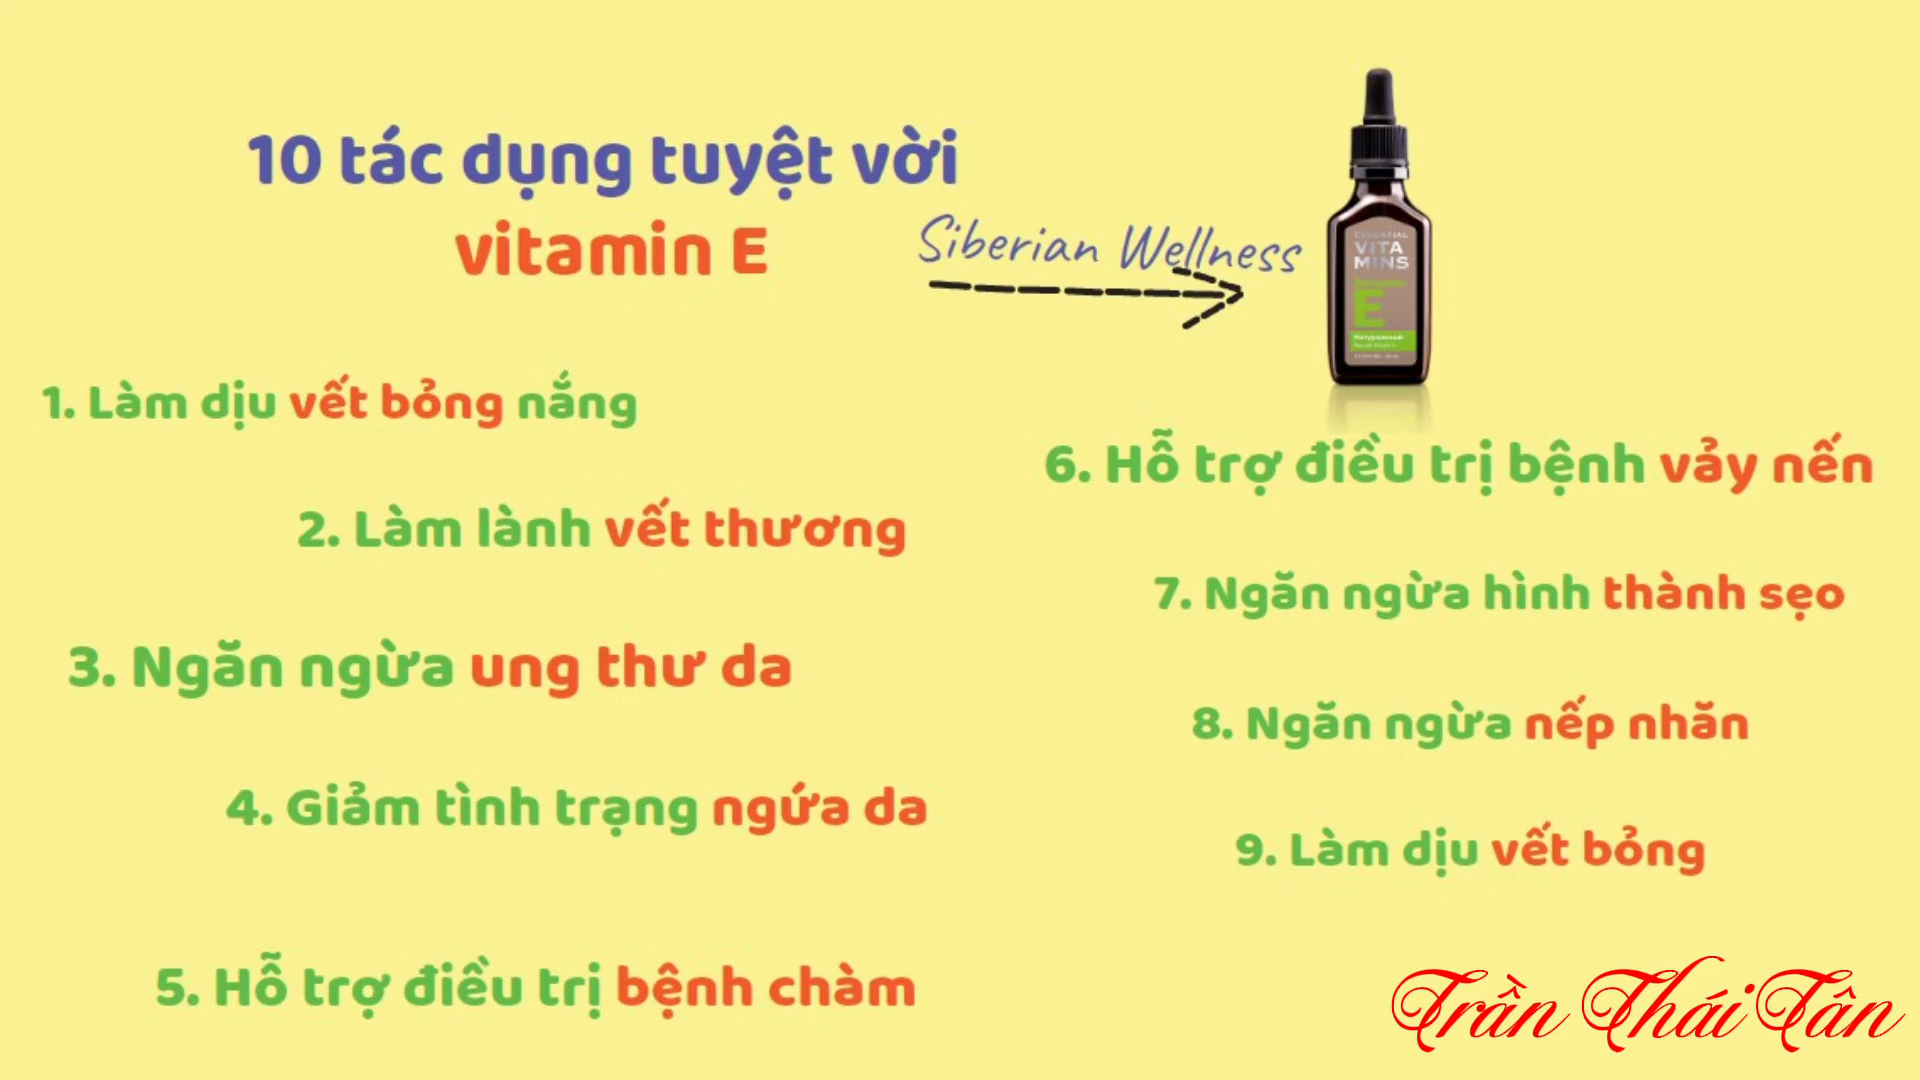 10 tác dụng tuyệt vời
vitamin E
Siberian Wellness
ESSENTIAL
VITA
MINS
E
1. Làm dịu vết bỏng nắng
2. Làm lành vết thương
3. Ngăn ngừa ung thư da
4. Giảm tình trạng ngứa da
5. Hỗ trợ điều trị bệnh chàm
6. Hỗ trợ điều trị bệnh vảy nến
7. Ngăn ngừa hình thành sẹo
8. Ngăn ngừa nếp nhăn
9. Làm dịu vết bỏng
Trần Thái Tân